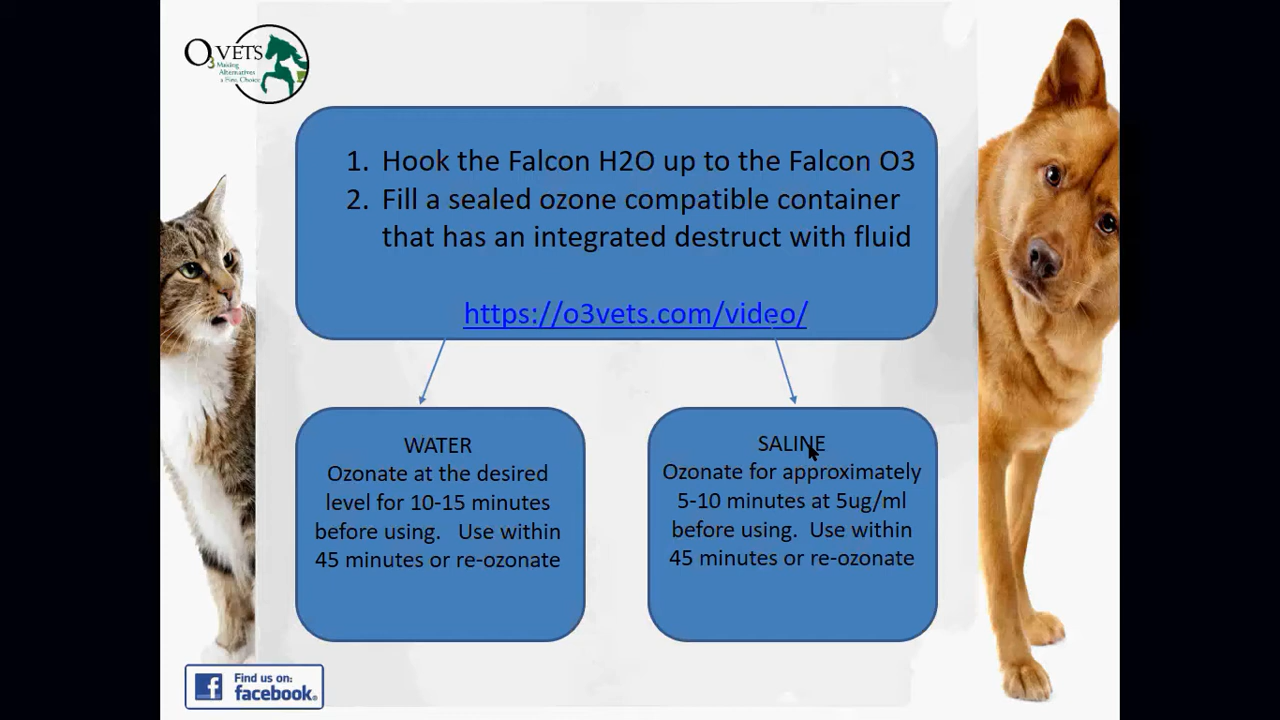 O3VETS
Making
Alternatives
a First Choice
1. Hook the Falcon H2O up to the Falcon O3
2. Fill a sealed ozone compatible container
that has an integrated destruct with fluid
https://o3vets.com/video/
WATER
Ozonate at the desired
level for 10-15 minutes
before using. Use within
45 minutes or re-ozonate
SALINE
Ozonate for approximately
5-10 minutes at 5ug/ml
before using. Use within
45 minutes or re-ozonate
Find us on:
facebook®